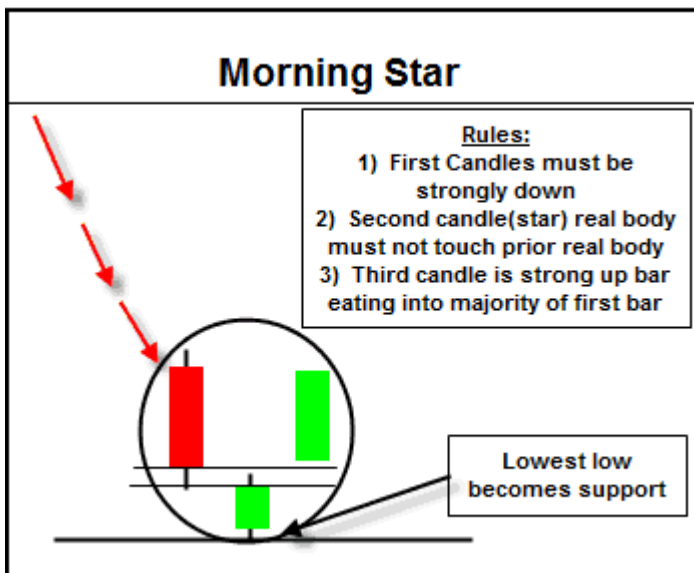 Morning Star
Rules:
1) First Candles must be
strongly down
2) Second candle(star) real body
must not touch prior real body
3) Third candle is strong up bar
eating into majority of first bar
Lowest low
becomes support